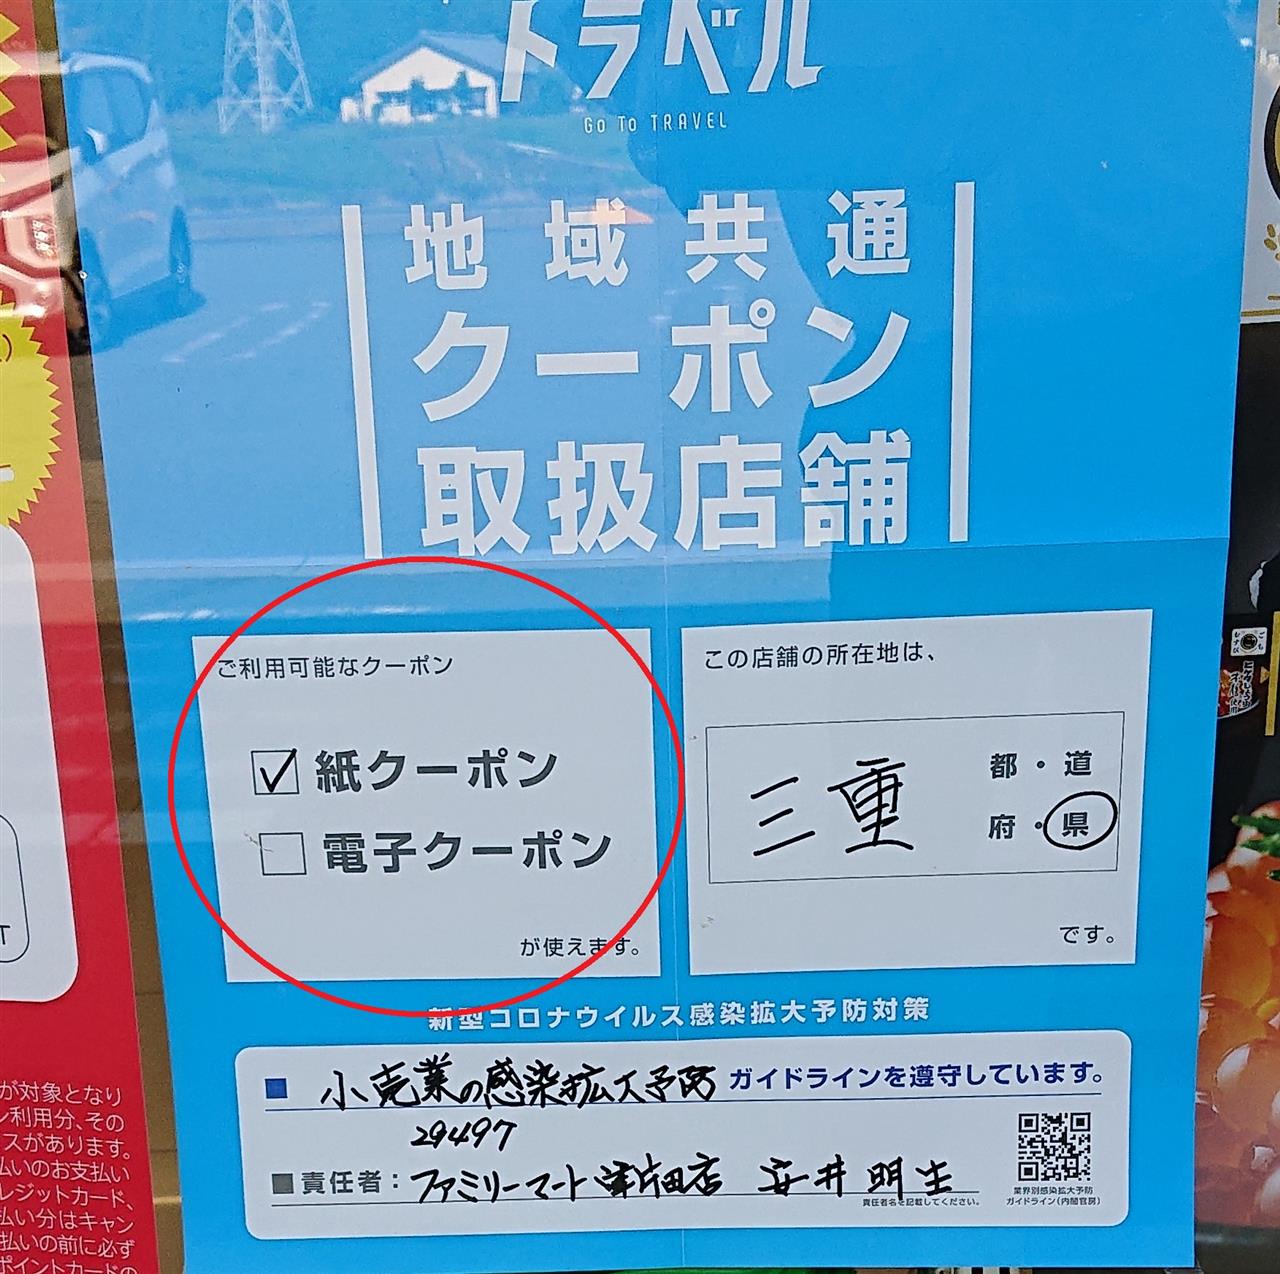 トラベル
GO TO TRAVEL
地域共通
クーポン
取扱店舗
ご利用可能なクーポン
紙クーポン
電子クーポン
が使えます。
この店舗の所在地は、
三重
都・道
府・県
です。
新型コロナウイルス感染拡大予防対策
■ 小売業の感染拡大予防 ガイドラインを遵守しています。
29497
■責任者：ファミリーマート津片田店 安井 明生
責任者名を記載してください。
業界別感染拡大予防
ガイドライン(内閣官房)
が対象となり
ン利用分、その
スがあります。
払いのお支払い
レジットカード、
払い分はキャン
払いの前に必ず
ポイントカードの